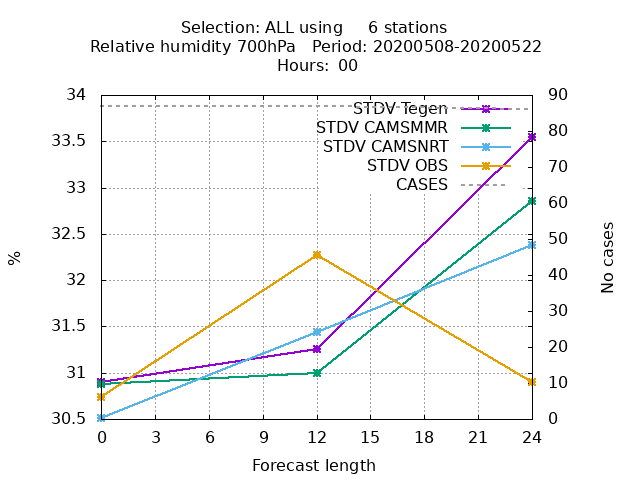 Selection: ALL using     6 stations
Relative humidity 700hPa   Period: 20200508-20200522
Hours: 00
34
33.5
33
32.5
32
31.5
31
30.5
%
STDV Tegen
STDV CAMSMMR
STDV CAMSNRT
STDV OBS
CASES
90
80
70
60
50
40
30
20
10
0
No cases
0 3 6 9 12 15 18 21 24
Forecast length